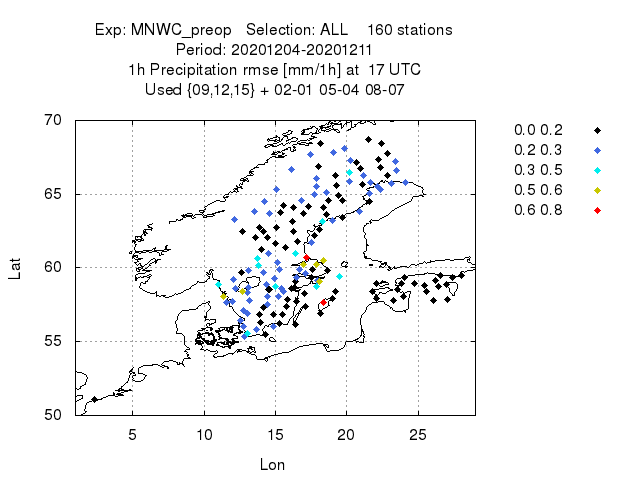 Exp: MNWC_preop Selection: ALL 160 stations
Period: 20201204-20201211
1h Precipitation rmse [mm/1h] at 17 UTC
Used {09,12,15} + 02-01 05-04 08-07
70
65
60
55
50
Lat
5 10 15 20 25
Lon
0.0 0.2
0.2 0.3
0.3 0.5
0.5 0.6
0.6 0.8